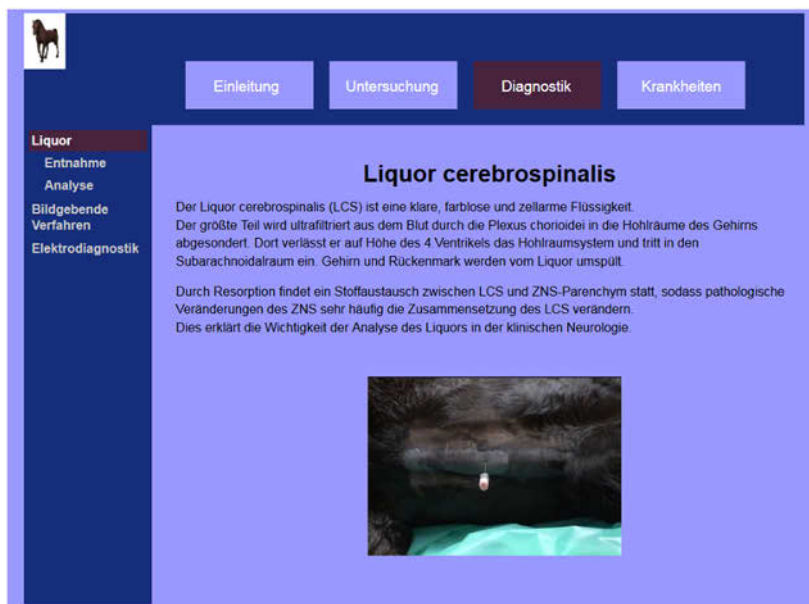 Einleitung
Untersuchung
Diagnostik
Krankheiten
Liquor
Entnahme
Analyse
Bildgebende
Verfahren
Elektrodiagnostik
Liquor cerebrospinalis
Der Liquor cerebrospinalis (LCS) ist eine klare, farblose und zellarme Flüssigkeit.
Der größte Teil wird ultrafiltriert aus dem Blut durch die Plexus chorioidei in die Hohlräume des Gehirns
abgesondert. Dort verlässt er auf Höhe des 4.Ventrikels das Hohlraumsystem und tritt in den
Subarachnoidalraum ein. Gehirn und Rückenmark werden vom Liquor umspült.
Durch Resorption findet ein Stoffaustausch zwischen LCS und ZNS-Parenchym statt, sodass pathologische
Veränderungen des ZNS sehr häufig die Zusammensetzung des LCS verändern.
Dies erklärt die Wichtigkeit der Analyse des Liquors in der klinischen Neurologie.